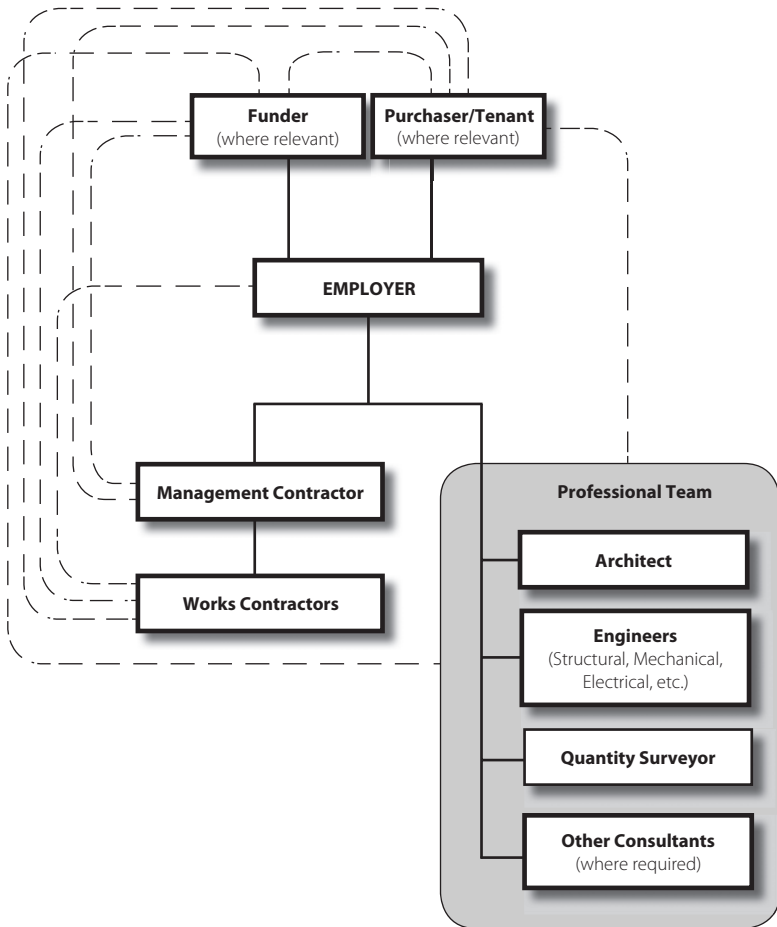 Funder
(where relevant)
Purchaser/Tenant
(where relevant)
EMPLOYER
Management Contractor
Works Contractors
Professional Team
Architect
Engineers
(Structural, Mechanical,
Electrical, etc.)
Quantity Surveyor
Other Consultants
(where required)